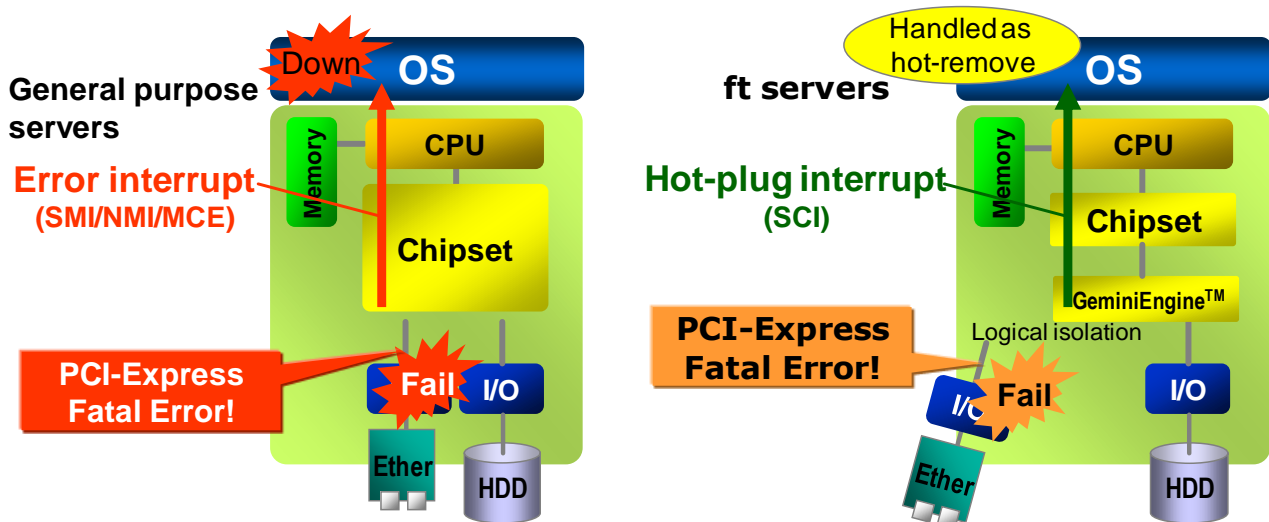 Down
OS
General purpose
servers
Memory
CPU
Error interrupt
(SMI/NMI/MCE)
Chipset
PCI-Express
Fatal Error!
Fail
I/O
Ether
HDD
Handled as
hot-remove
OS
ft servers
Memory
CPU
Hot-plug interrupt
(SCI)
Chipset
GeminiEngine™
Logical isolation
PCI-Express
Fatal Error!
I/O
Fail
I/O
Ether
HDD